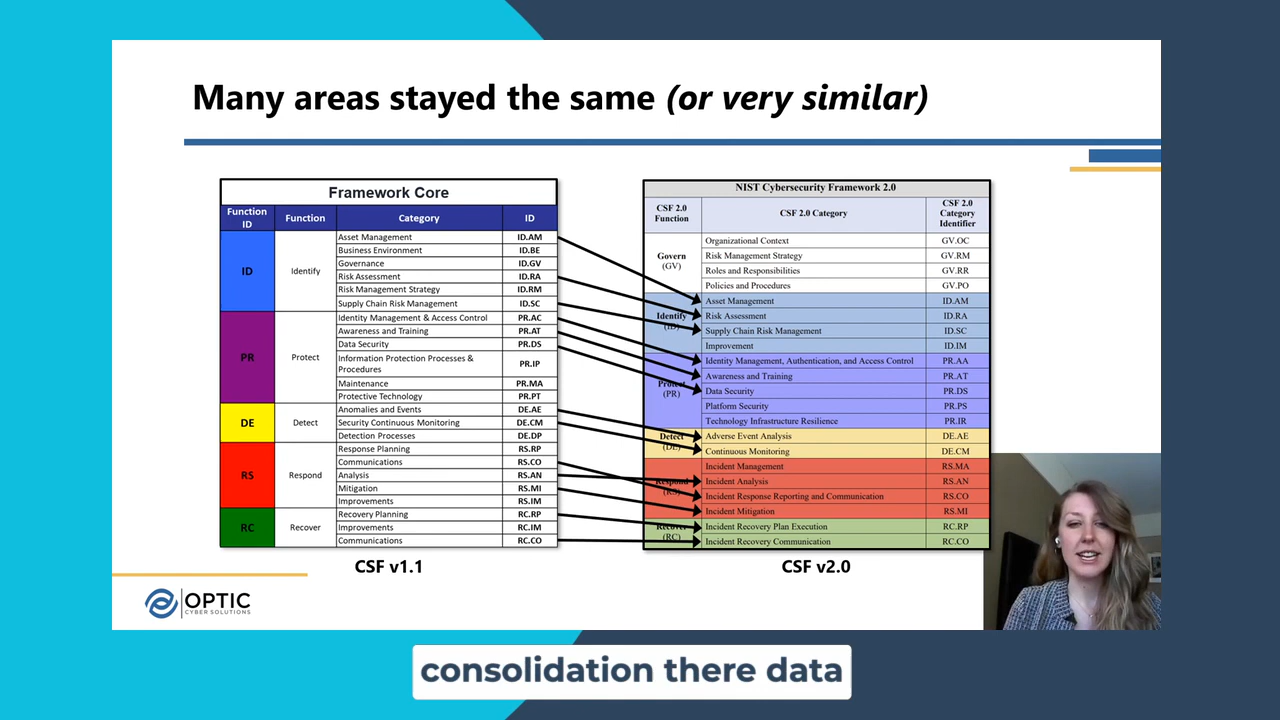 Many areas stayed the same (or very similar)
Framework Core
Function ID Function Category ID
ID Identify
Asset Management ID.AM
Business Environment ID.BE
Governance ID.GV
Risk Assessment ID.RA
Risk Management Strategy ID.RM
Supply Chain Risk Management ID.SC
PR Protect
Identity Management & Access Control PR.AC
Awareness and Training PR.AT
Data Security PR.DS
Information Protection Processes &
Procedures PR.IP
Maintenance PR.MA
Protective Technology PR.PT
DE Detect
Anomalies and Events DE.AE
Security Continuous Monitoring DE.CM
Detection Processes DE.DP
RS Respond
Response Planning RS.RP
Communications RS.CO
Analysis RS.AN
Mitigation RS.MI
Improvements RS.IM
RC Recover
Recovery Planning RC.RP
Improvements RC.IM
Communications RC.CO
CSF v1.1
NIST Cybersecurity Framework 2.0
CSF 2.0 Function CSF 2.0 Category CSF 2.0 Category Identifier
Govern
(GV)
Organizational Context GV.OC
Risk Management Strategy GV.RM
Roles and Responsibilities GV.RR
Policies and Procedures GV.PO
Identify
(ID)
Asset Management ID.AM
Risk Assessment ID.RA
Supply Chain Risk Management ID.SC
Improvement ID.IM
Protect
(PR)
Identity Management, Authentication, and Access Control PR.AA
Awareness and Training PR.AT
Data Security PR.DS
Platform Security PR.PS
Technology Infrastructure Resilience PR.IR
Detect
(DE)
Adverse Event Analysis DE.AE
Continuous Monitoring DE.CM
Respond
(RS)
Incident Management RS.MA
Incident Analysis RS.AN
Incident Response Reporting and Communication RS.CO
Incident Mitigation RS.MI
Recover
(RC)
Incident Recovery Plan Execution RC.RP
Incident Recovery Communication RC.CO
CSF v2.0
OPTIC
CYBER SOLUTIONS
consolidation there data